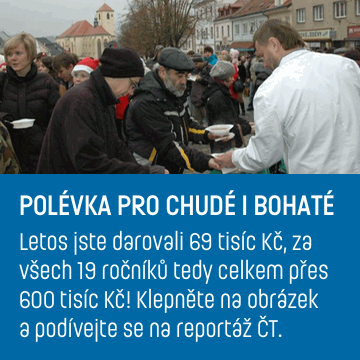 POLÉVKA PRO CHUDÉ I BOHATÉ
Letos jste darovali 69 tisíc Kč, za
všech 19 ročníků tedy celkem přes
600 tisíc Kč! Klepněte na obrázek
a podívejte se na reportáž ČT.